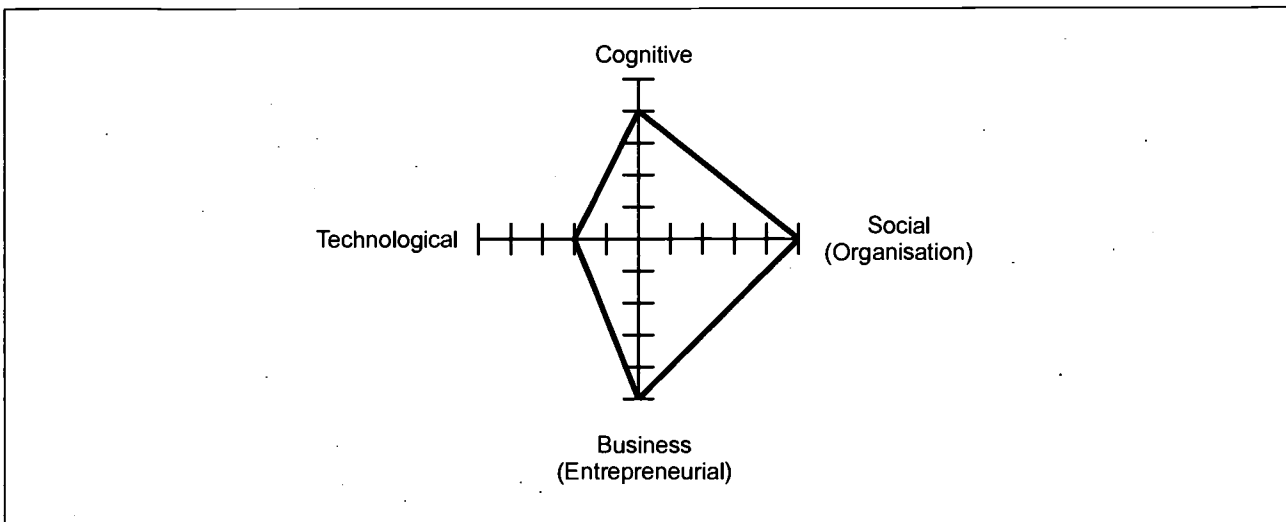 Cognitive
Technological
Social
(Organisation)
Business
(Entrepreneurial)